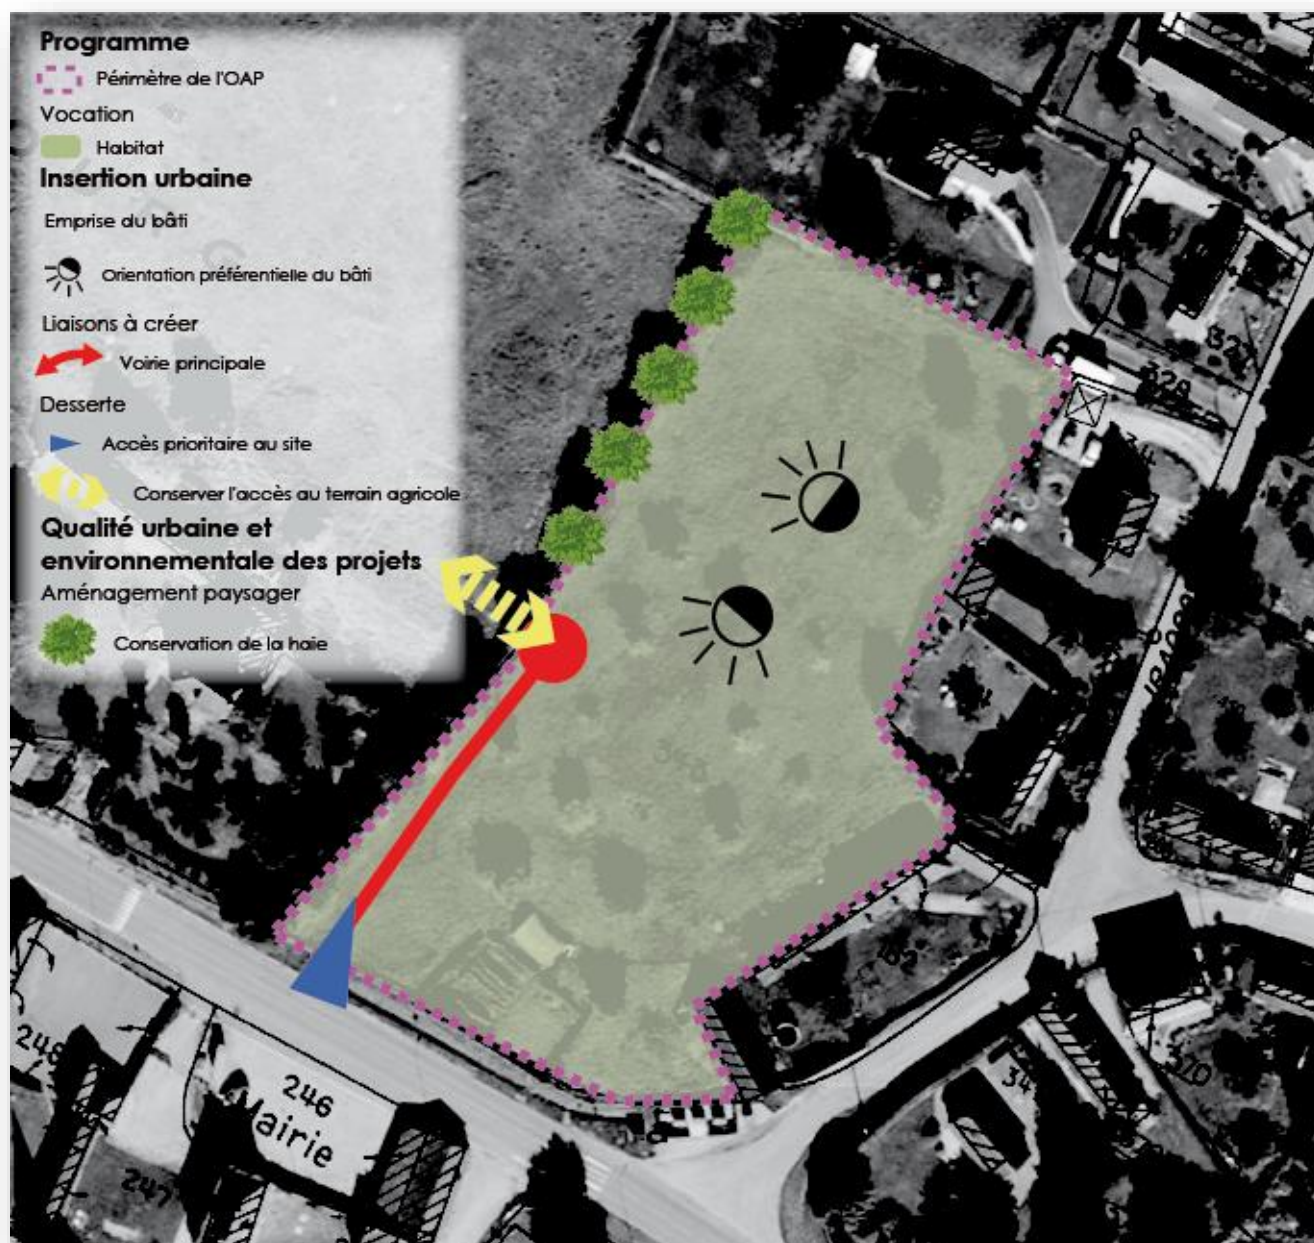 Programme
Périmètre de l'OAP
Vocation
Habitat
Insertion urbaine
Emprise du bâti
Orientation préférentielle du bâti
Liaisons à créer
Voirie principale
Desserte
Accès prioritaire au site
Conserver l'accès au terrain agricole
Qualité urbaine et
environnementale des projets
Aménagement paysager
Conservation de la haie
327
328
248
246
Mairie
247
34
370